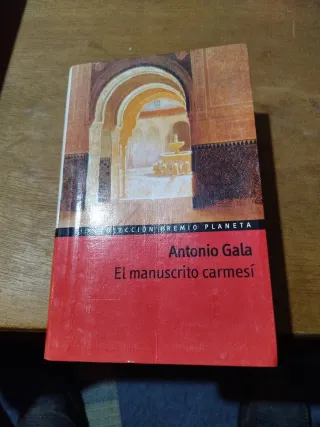 COLECCIÓN PREMIO PLANETA
Antonio Gala
El manuscrito carmesí